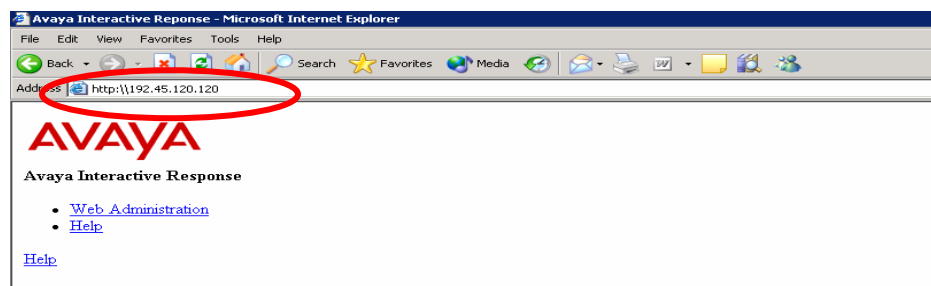 Avaya Interactive Reponse - Microsoft Internet Explorer
File Edit View Favorites Tools Help
Back Search Favorites Media W
Address http:\\192.45.120.120
AVAYA
Avaya Interactive Response
Web Administration
Help
Help